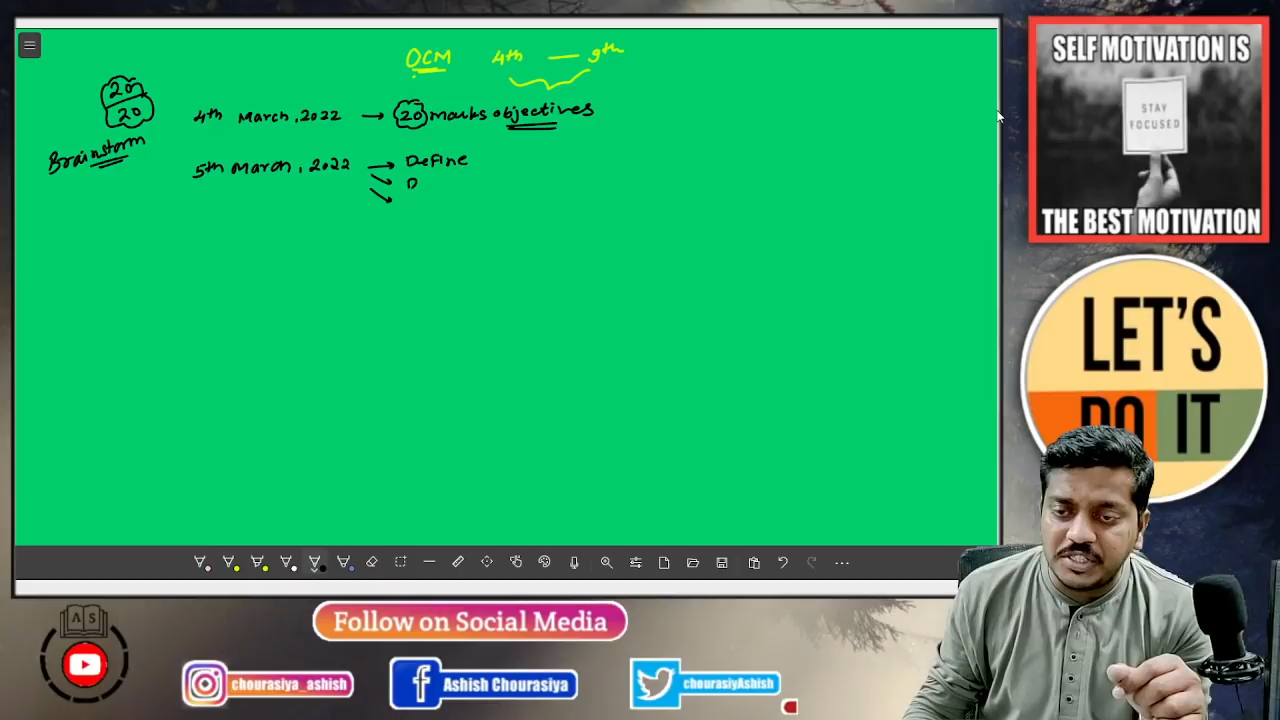 OCM 4th — 9th
20
20
Brainstorm
4th March, 2022 → 20 marks objectives
5th March, 2022 → Define
D
SELF MOTIVATION IS
STAY
FOCUSED
THE BEST MOTIVATION
LET'S
DO IT
AS
Follow on Social Media
chourasiya_ashish
Ashish Chourasiya
chourasiyAshish